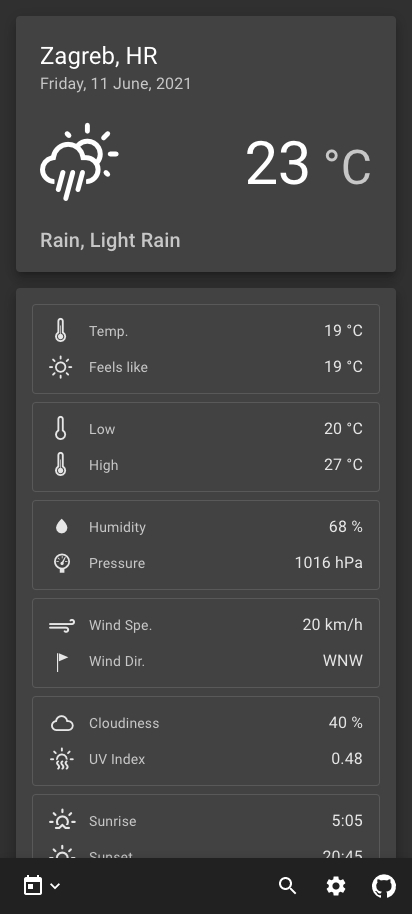 Zagreb, HR
Friday, 11 June, 2021
23 °C
Rain, Light Rain
Temp. 19 °C
Feels like 19 °C
Low 20 °C
High 27 °C
Humidity 68 %
Pressure 1016 hPa
Wind Spe. 20 km/h
Wind Dir. WNW
Cloudiness 40 %
UV Index 0.48
Sunrise 5:05
Sunset 20:45